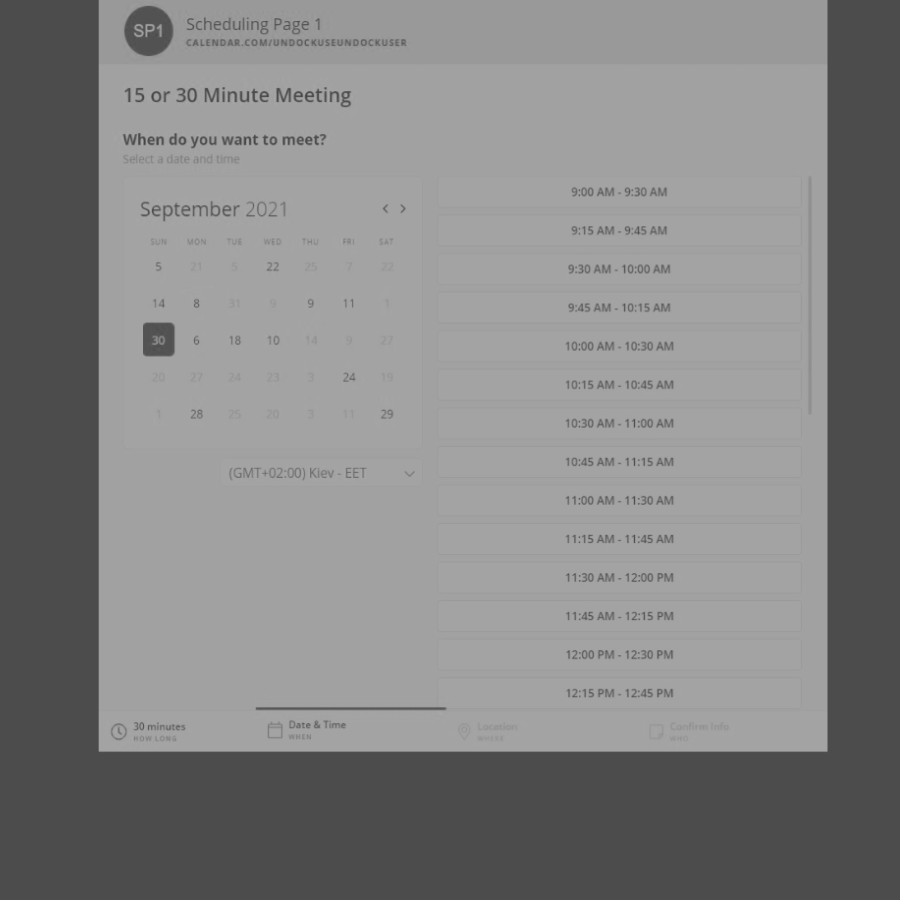 SP1
Scheduling Page 1
CALENDAR.COM/UNDOCKUSEUNDOCKUSER
15 or 30 Minute Meeting
When do you want to meet?
Select a date and time
September 2021
SUN MON TUE WED THU FRI SAT
5 21 5 22 25 7 22
14 8 31 9 9 11 1
30 6 18 10 14 9 27
20 27 24 23 3 24 19
1 28 25 20 3 11 29
(GMT+02:00) Kiev - EET
9:00 AM - 9:30 AM
9:15 AM - 9:45 AM
9:30 AM - 10:00 AM
9:45 AM - 10:15 AM
10:00 AM - 10:30 AM
10:15 AM - 10:45 AM
10:30 AM - 11:00 AM
10:45 AM - 11:15 AM
11:00 AM - 11:30 AM
11:15 AM - 11:45 AM
11:30 AM - 12:00 PM
11:45 AM - 12:15 PM
12:00 PM - 12:30 PM
12:15 PM - 12:45 PM
30 minutes
HOW LONG
Date & Time
WHEN
Location
WHERE
Confirm Info
WHO